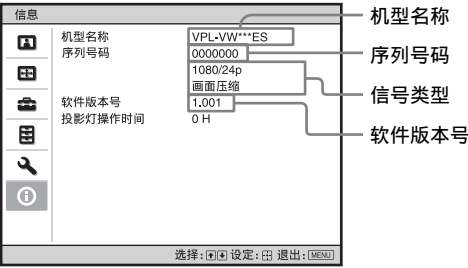 信息
机型名称 VPL-VW***ES
序列号码 0000000
1080/24p
画面压缩
软件版本号 1.001
投影灯操作时间 0 H
选择: 设定: 退出: MENU
机型名称
序列号码
信号类型
软件版本号